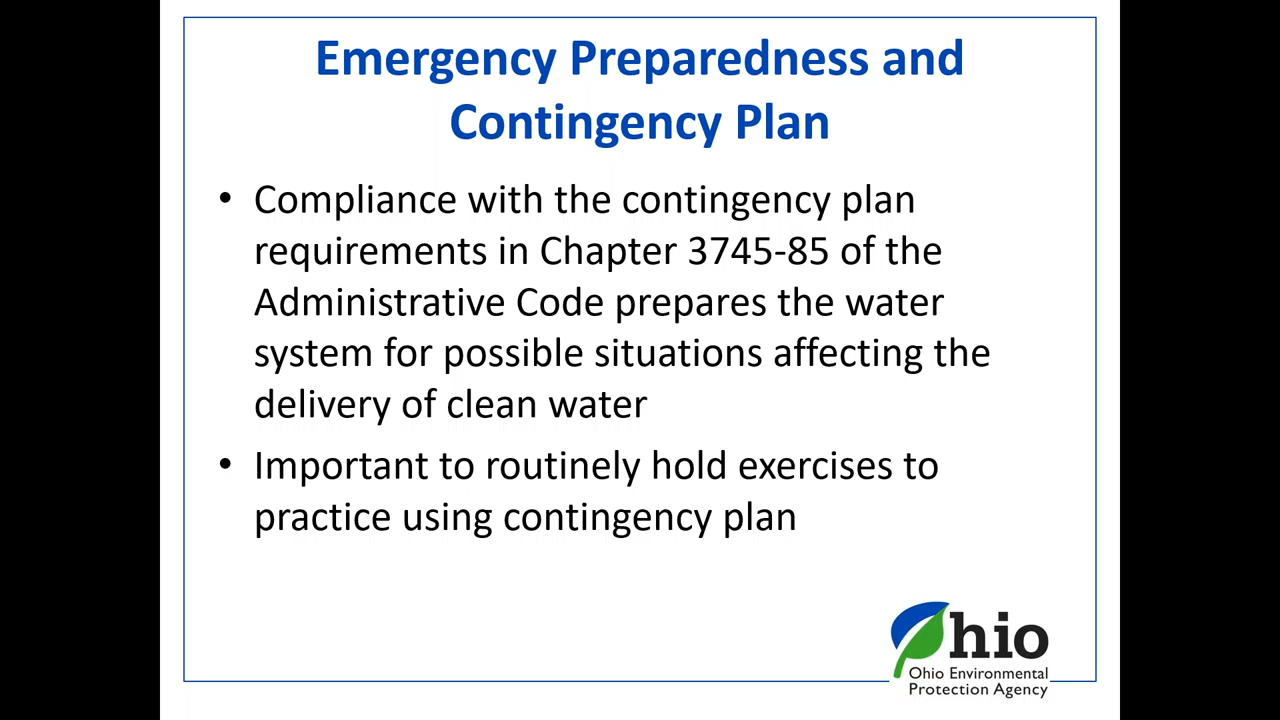 Emergency Preparedness and
Contingency Plan
• Compliance with the contingency plan
requirements in Chapter 3745-85 of the
Administrative Code prepares the water
system for possible situations affecting the
delivery of clean water
• Important to routinely hold exercises to
practice using contingency plan
Ohio
Ohio Environmental
Protection Agency